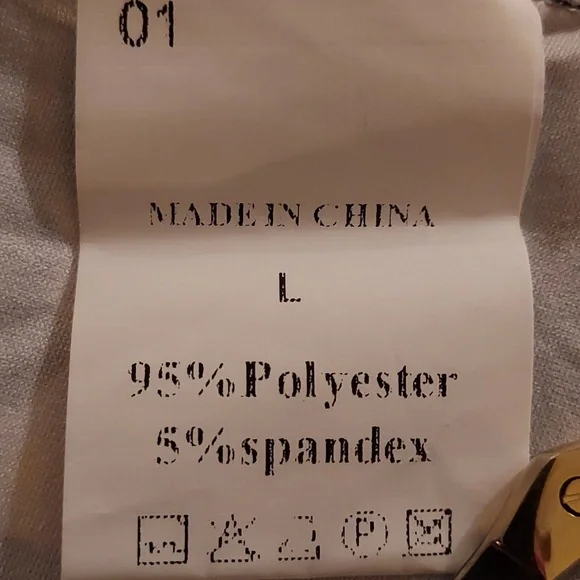 01
MADE IN CHINA
L
95%Polyester
5%spandex
P